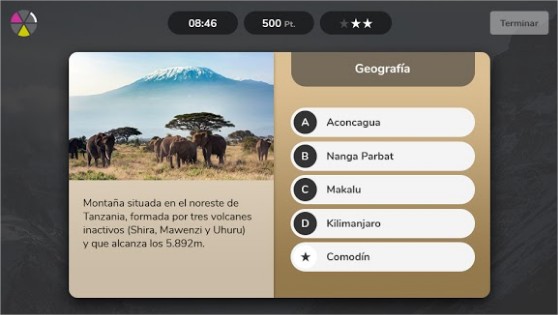 08:46
500 Pt.
Terminar
Geografía
Montaña situada en el noreste de
Tanzania, formada por tres volcanes
inactivos (Shira, Mawenzi y Uhuru)
y que alcanza los 5.892m.
A Aconcagua
B Nanga Parbat
C Makalu
D Kilimanjaro
Comodín